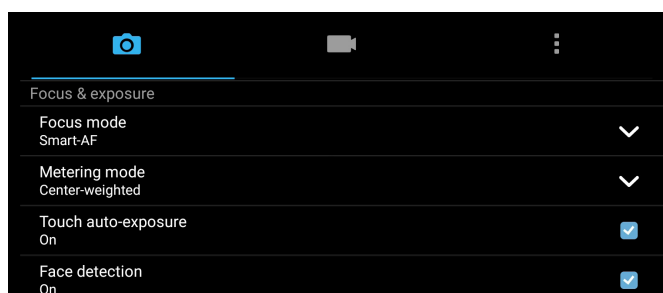 Focus & exposure
Focus mode
Smart-AF
Metering mode
Center-weighted
Touch auto-exposure
On
Face detection
On